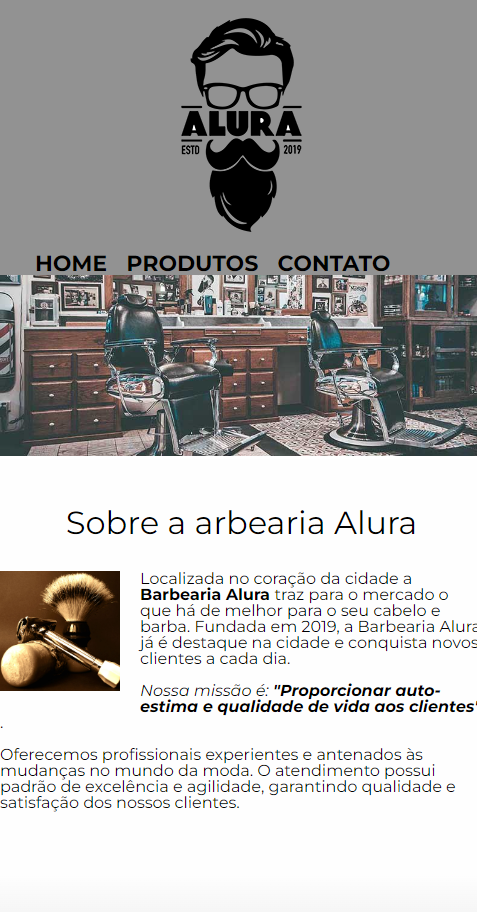 ALURA
ESTD 2019
HOME PRODUTOS CONTATO
Sobre a arbearia Alura
Localizada no coração da cidade a
Barbearia Alura traz para o mercado o
que há de melhor para o seu cabelo e
barba. Fundada em 2019, a Barbearia Alura
já é destaque na cidade e conquista novos
clientes a cada dia.
Nossa missão é: "Proporcionar auto-
estima e qualidade de vida aos clientes"
.
Oferecemos profissionais experientes e antenados às
mudanças no mundo da moda. O atendimento possui
padrão de excelência e agilidade, garantindo qualidade e
satisfação dos nossos clientes.